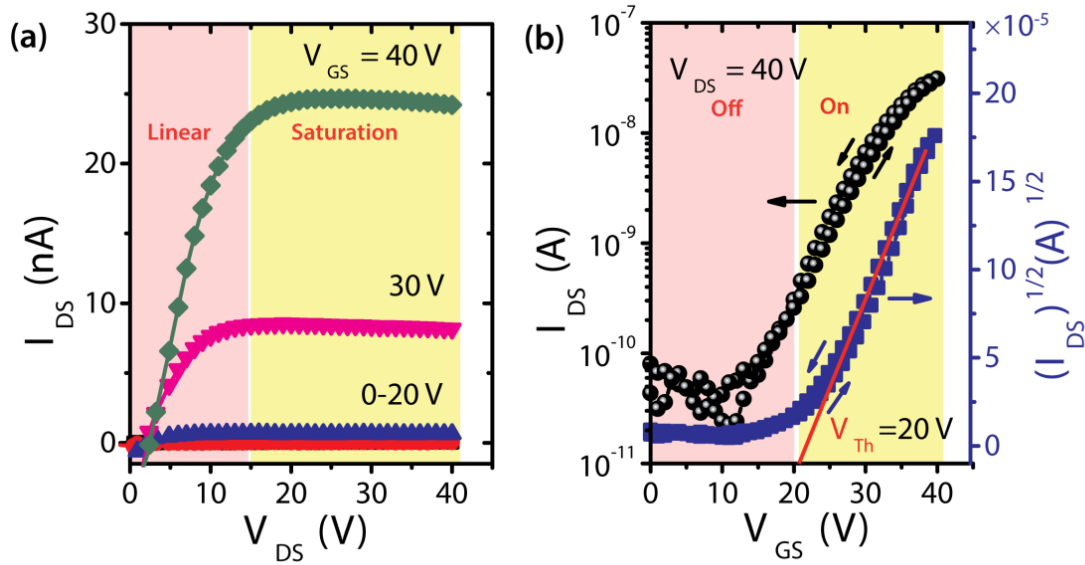 (a)
30
20
10
0
I DS (nA)
V GS = 40 V
Linear
Saturation
30 V
0-20 V
0 10 20 30 40
V DS (V)
(b)
10⁻⁷
10⁻⁸
10⁻⁹
10⁻¹⁰
10⁻¹¹
I DS (A)
V DS = 40 V
Off
On
V Th =20 V
0 10 20 30 40
V GS (V)
×10⁻⁵
20
15
10
5
0
(I DS) 1/2 (A) 1/2